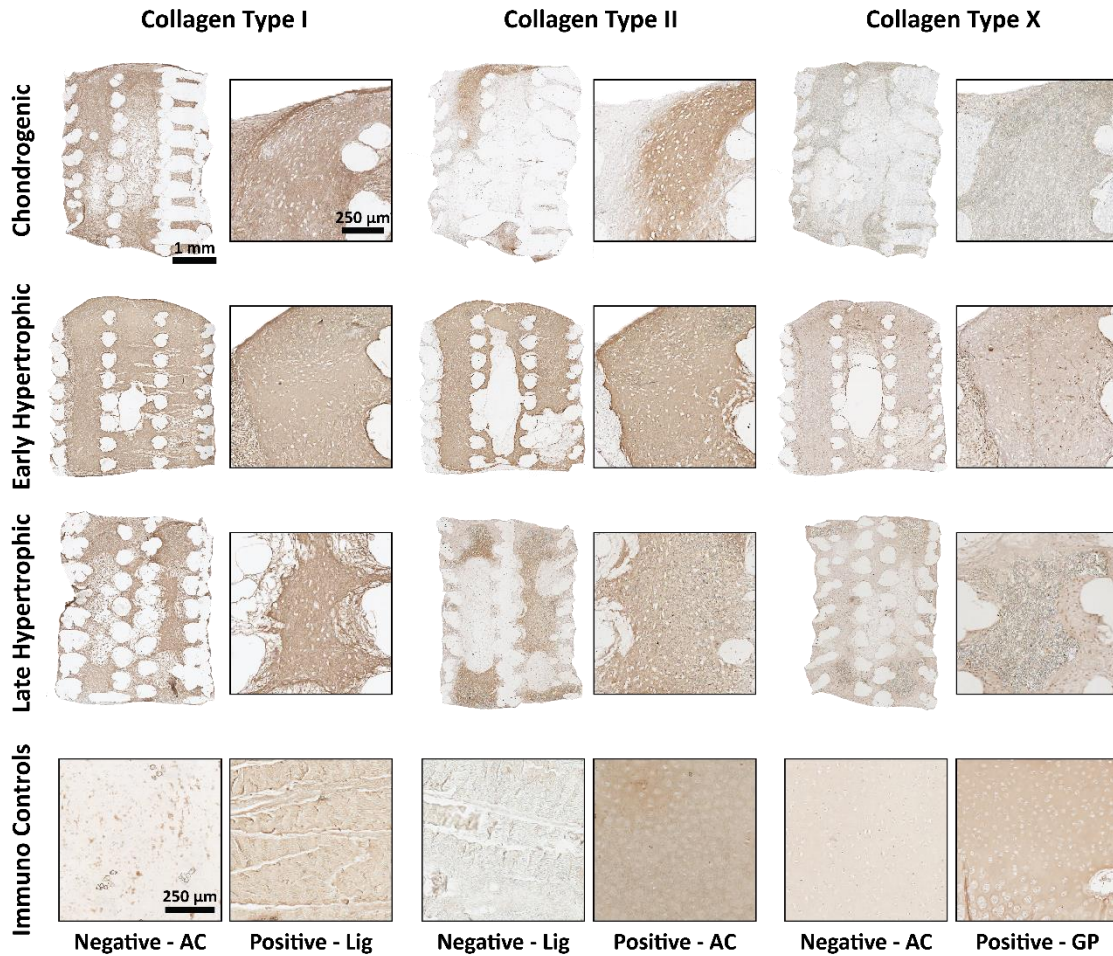 Collagen Type I
Collagen Type II
Collagen Type X
Chondrogenic
250 µm
1 mm
Early Hypertrophic
Late Hypertrophic
Immuno Controls
250 µm
Negative - AC
Positive - Lig
Negative - Lig
Positive - AC
Negative - AC
Positive - GP